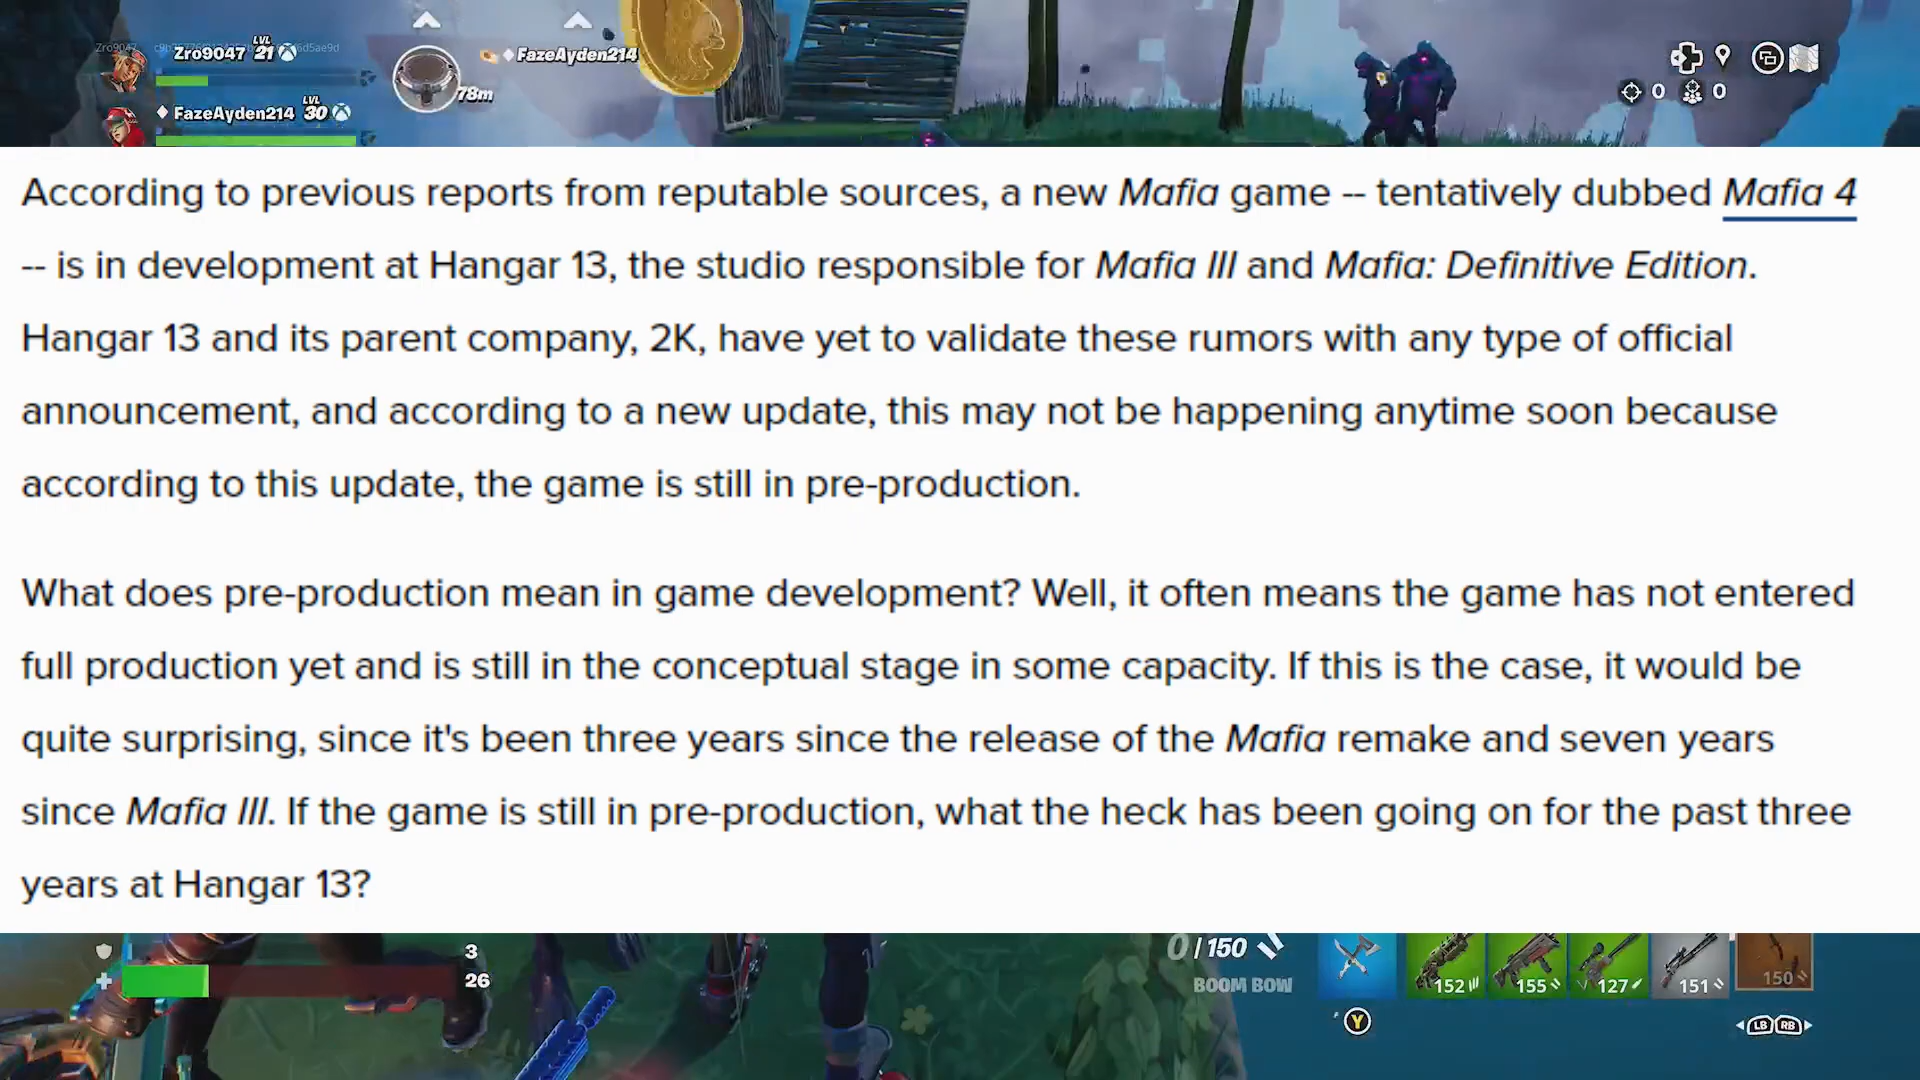 Zro9047 LVL 21
FazeAyden214
78m
FazeAyden214 LVL 30
0 0
According to previous reports from reputable sources, a new Mafia game -- tentatively dubbed Mafia 4
-- is in development at Hangar 13, the studio responsible for Mafia III and Mafia: Definitive Edition.
Hangar 13 and its parent company, 2K, have yet to validate these rumors with any type of official
announcement, and according to a new update, this may not be happening anytime soon because
according to this update, the game is still in pre-production.
What does pre-production mean in game development? Well, it often means the game has not entered
full production yet and is still in the conceptual stage in some capacity. If this is the case, it would be
quite surprising, since it's been three years since the release of the Mafia remake and seven years
since Mafia III. If the game is still in pre-production, what the heck has been going on for the past three
years at Hangar 13?
3
26
0 / 150
BOOM BOW
152 155 127 151 150
Y
LB RB